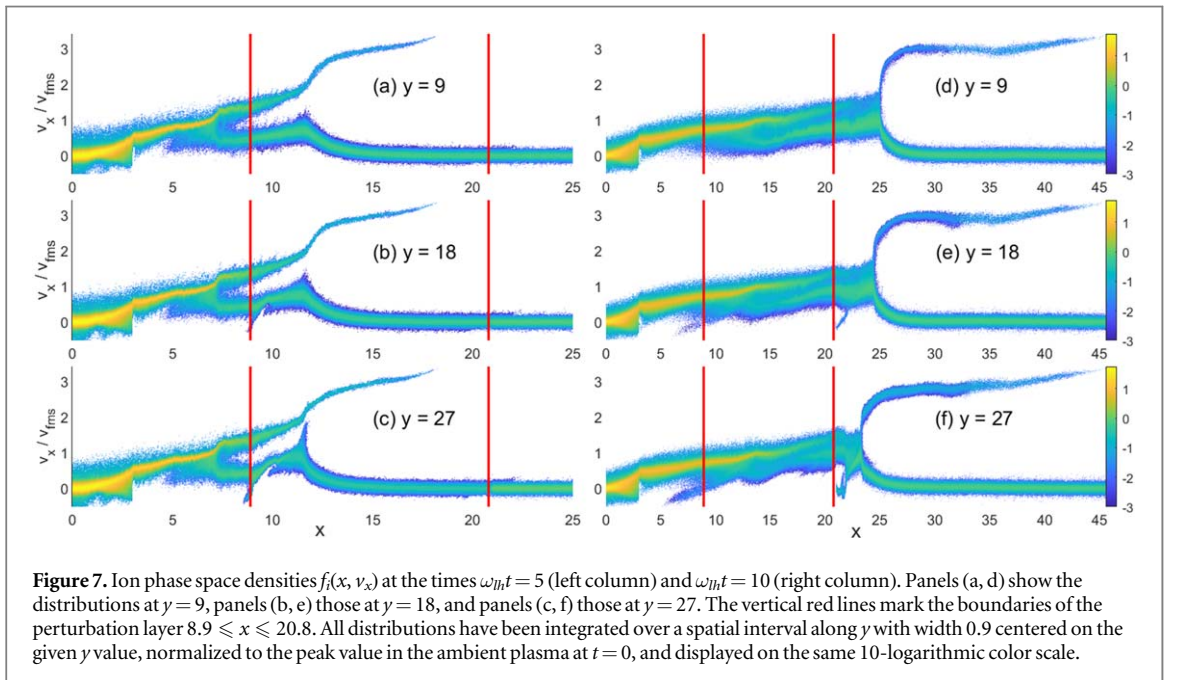 3
2
1
0
v_x / v_fms
(a) y = 9
0 5 10 15 20 25
3
2
1
0
(d) y = 9
0 5 10 15 20 25 30 35 40 45
1
0
-1
-2
-3
3
2
1
0
v_x / v_fms
(b) y = 18
0 5 10 15 20 25
3
2
1
0
(e) y = 18
0 5 10 15 20 25 30 35 40 45
1
0
-1
-2
-3
3
2
1
0
v_x / v_fms
(c) y = 27
0 5 10 15 20 25
x
3
2
1
0
(f) y = 27
0 5 10 15 20 25 30 35 40 45
x
1
0
-1
-2
-3
Figure 7. Ion phase space densities f_i(x, v_x) at the times ω_lh t = 5 (left column) and ω_lh t = 10 (right column). Panels (a, d) show the
distributions at y = 9, panels (b, e) those at y = 18, and panels (c, f) those at y = 27. The vertical red lines mark the boundaries of the
perturbation layer 8.9 ⩽ x ⩽ 20.8. All distributions have been integrated over a spatial interval along y with width 0.9 centered on the
given y value, normalized to the peak value in the ambient plasma at t = 0, and displayed on the same 10-logarithmic color scale.